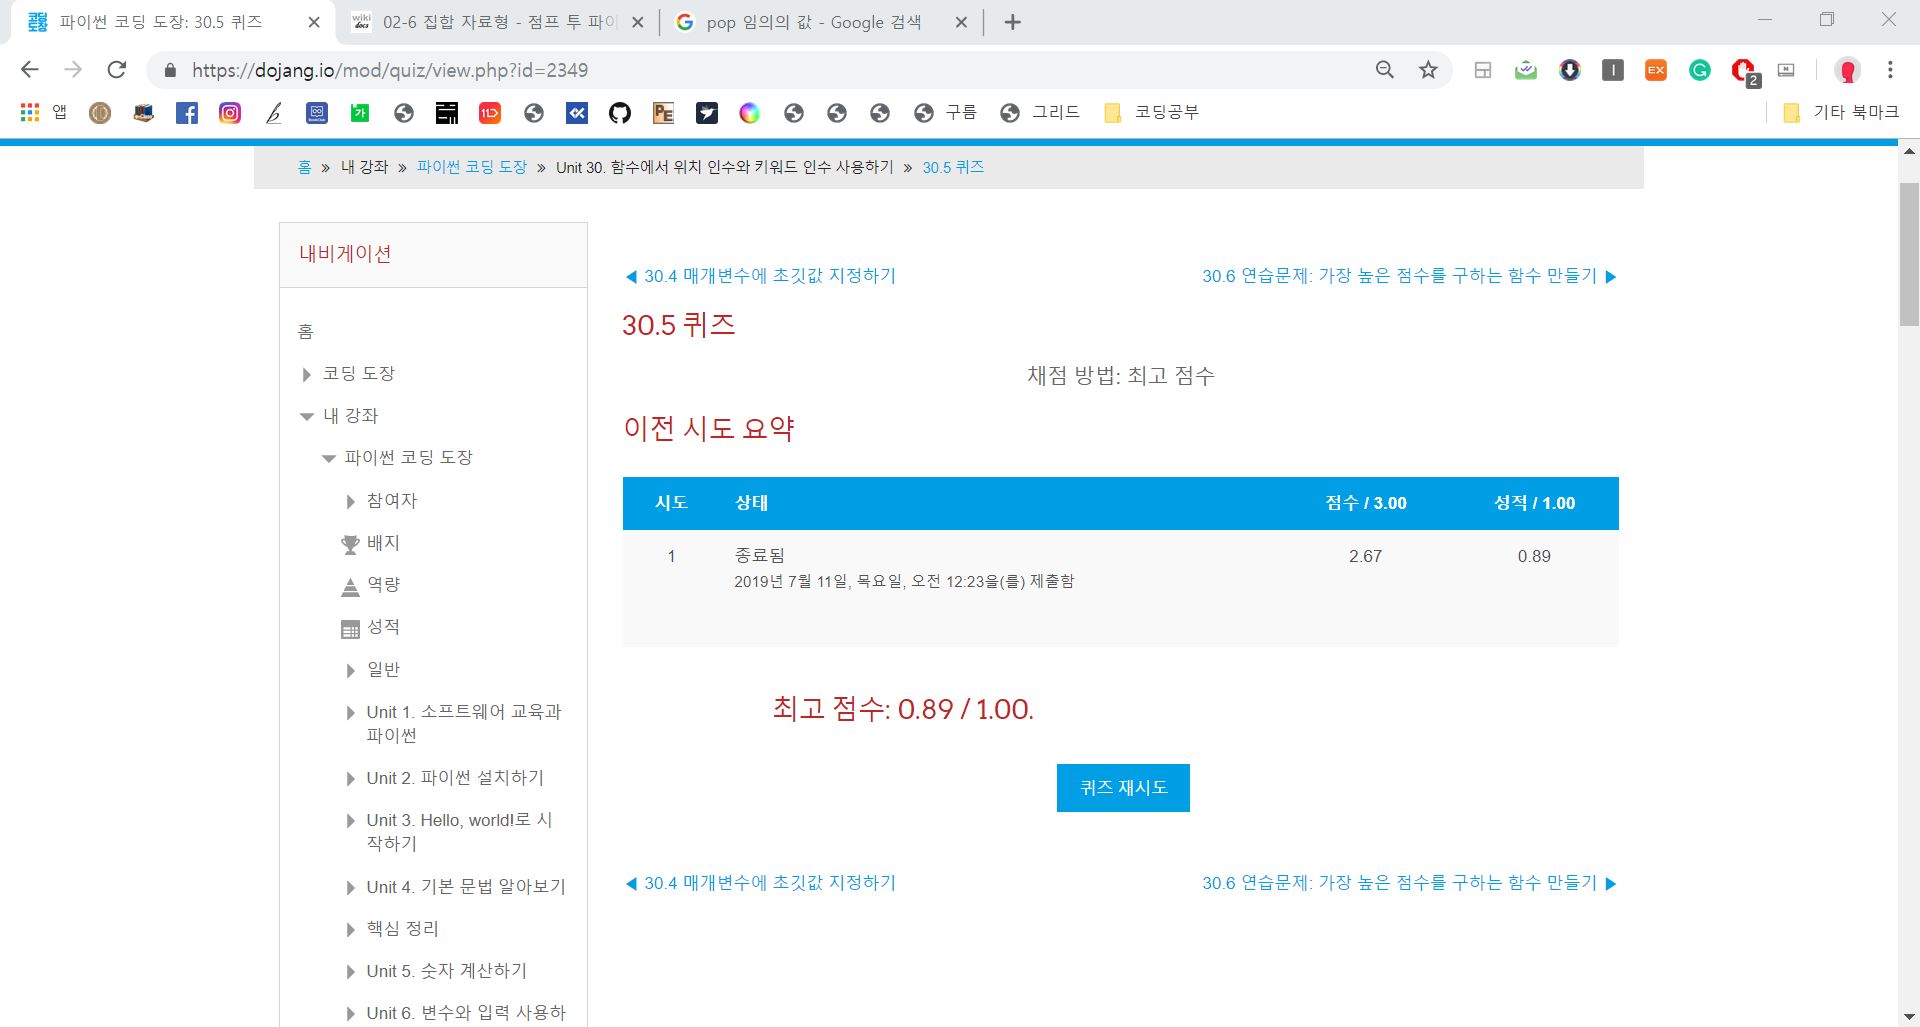 파이썬 코딩 도장: 30.5 퀴즈
02-6 집합 자료형 - 점프 투 파이
pop 임의의 값 - Google 검색
https://dojang.io/mod/quiz/view.php?id=2349
2
앱
구름
그리드
코딩공부
기타 북마크
홈 » 내 강좌 » 파이썬 코딩 도장 » Unit 30. 함수에서 위치 인수와 키워드 인수 사용하기 » 30.5 퀴즈
내비게이션
홈
코딩 도장
내 강좌
파이썬 코딩 도장
참여자
배지
역량
성적
일반
Unit 1. 소프트웨어 교육과
파이썬
Unit 2. 파이썬 설치하기
Unit 3. Hello, world!로 시
작하기
Unit 4. 기본 문법 알아보기
핵심 정리
Unit 5. 숫자 계산하기
Unit 6. 변수와 입력 사용하
◀ 30.4 매개변수에 초깃값 지정하기
30.6 연습문제: 가장 높은 점수를 구하는 함수 만들기 ▶
30.5 퀴즈
채점 방법: 최고 점수
이전 시도 요약
시도 상태 점수 / 3.00 성적 / 1.00
1 종료됨 2.67 0.89
2019년 7월 11일, 목요일, 오전 12:23을(를) 제출함
최고 점수: 0.89 / 1.00.
퀴즈 재시도
◀ 30.4 매개변수에 초깃값 지정하기
30.6 연습문제: 가장 높은 점수를 구하는 함수 만들기 ▶